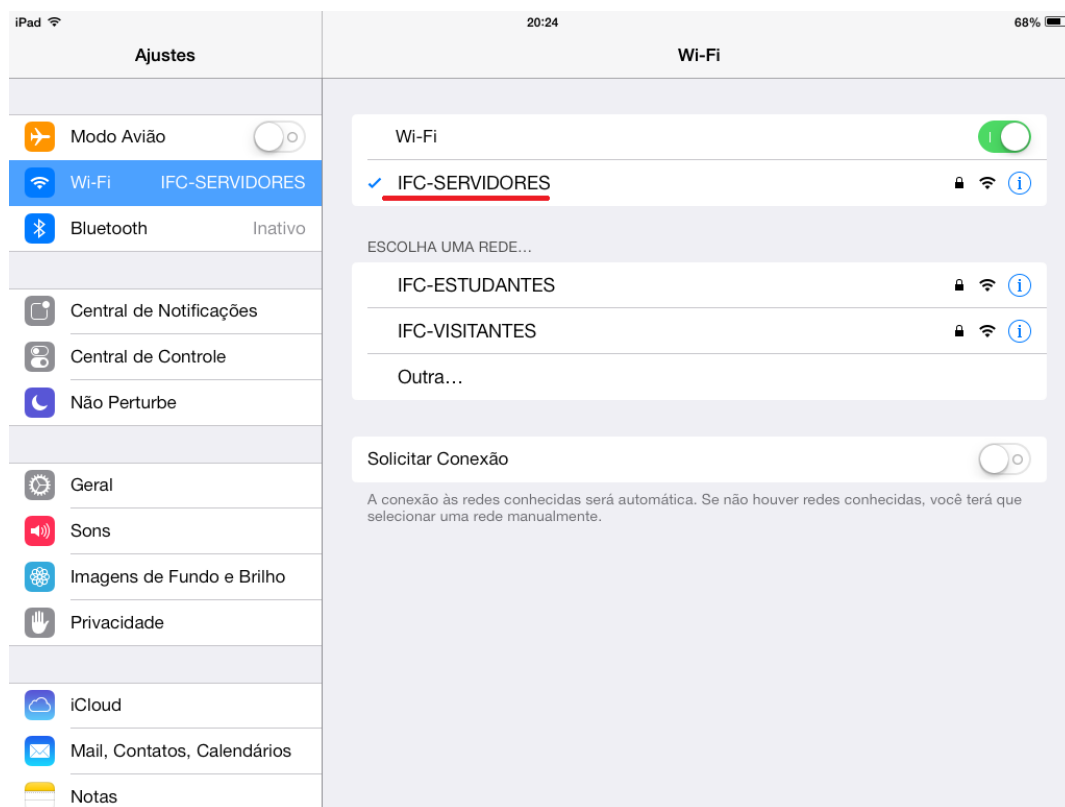 iPad
20:24
68%
Ajustes
Wi-Fi
Modo Avião
Wi-Fi IFC-SERVIDORES
Bluetooth Inativo
Central de Notificações
Central de Controle
Não Perturbe
Geral
Sons
Imagens de Fundo e Brilho
Privacidade
iCloud
Mail, Contatos, Calendários
Notas
Wi-Fi
IFC-SERVIDORES
ESCOLHA UMA REDE...
IFC-ESTUDANTES
IFC-VISITANTES
Outra...
Solicitar Conexão
A conexão às redes conhecidas será automática. Se não houver redes conhecidas, você terá que
selecionar uma rede manualmente.